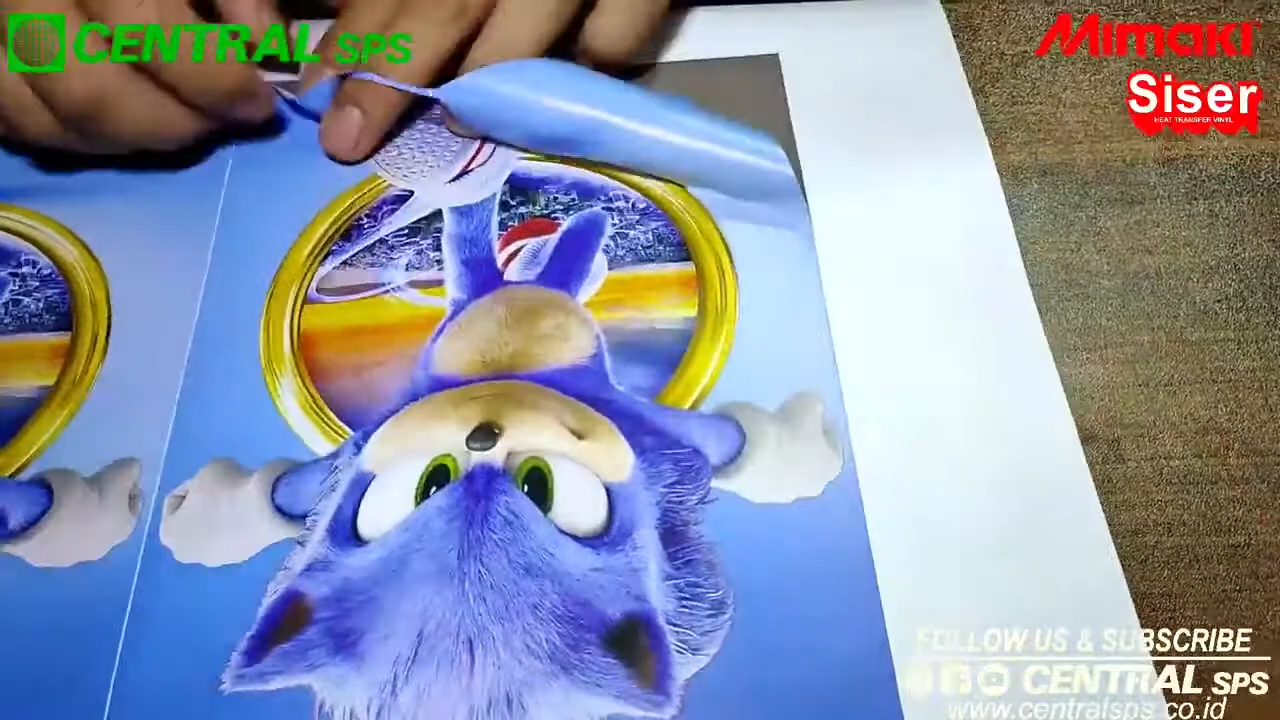 CENTRAL SPS
Mimaki
Siser
HEAT TRANSFER VINYL
FOLLOW US & SUBSCRIBE
CENTRAL SPS
www.centralsps.co.id